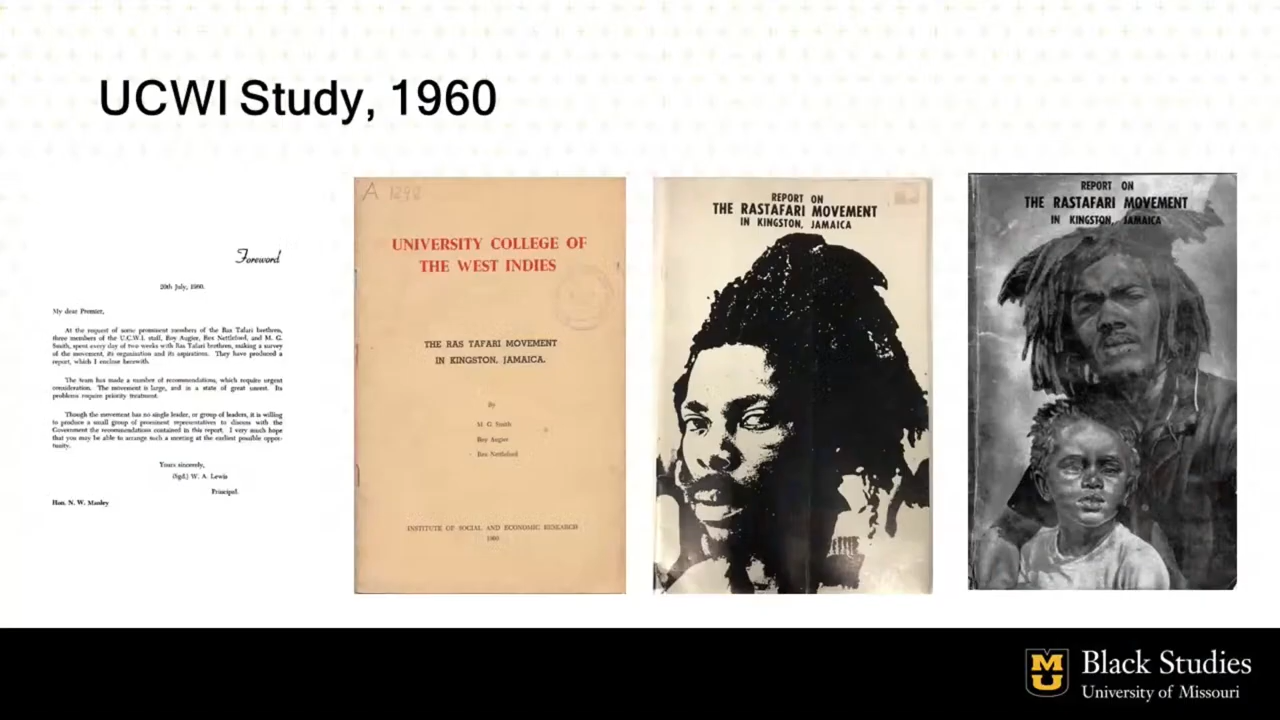 UCWI Study, 1960
Foreword
20th July, 1960.
My dear Premier,
At the request of some prominent members of the Ras Tafari brethren,
three members of the U.C.W.I. staff, Roy Augier, Rex Nettleford, and M. G.
Smith, spent every day of two weeks with Ras Tafari brethren, making a survey
of the movement, its organisation and its aspirations. They have produced a
report, which I enclose herewith.
The team has made a number of recommendations, which require urgent
consideration. The movement is large, and in a state of great unrest. Its
problems require priority treatment.
Though the movement has no single leader, or group of leaders, it is willing
to produce a small group of prominent representatives to discuss with the
Government the recommendations contained in this report. I very much hope
that you may be able to arrange such a meeting at the earliest possible oppor-
tunity.
Yours sincerely,
(Sgd.) W. A. Lewis
Principal.
Hon. N. W. Manley
A 1292
UNIVERSITY COLLEGE OF
THE WEST INDIES
THE RAS TAFARI MOVEMENT
IN KINGSTON, JAMAICA.
By
M. G. Smith
Roy Augier
Rex Nettleford
INSTITUTE OF SOCIAL AND ECONOMIC RESEARCH
1960
REPORT ON
THE RASTAFARI MOVEMENT
IN KINGSTON, JAMAICA
REPORT ON
THE RASTAFARI MOVEMENT
IN KINGSTON, JAMAICA
MU
Black Studies
University of Missouri